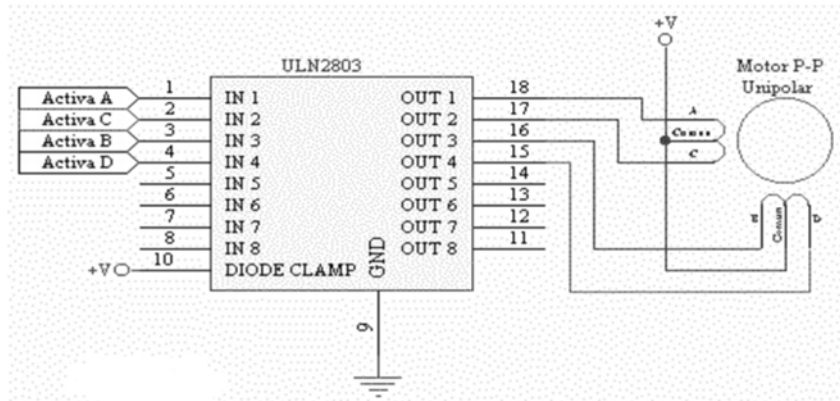 +V
ULN2803
Motor P-P
Unipolar
Activa A
Activa C
Activa B
Activa D
1
2
3
4
5
6
7
8
10
IN 1
IN 2
IN 3
IN 4
IN 5
IN 6
IN 7
IN 8
DIODE CLAMP
GND
OUT 1
OUT 2
OUT 3
OUT 4
OUT 5
OUT 6
OUT 7
OUT 8
18
17
16
15
14
13
12
11
A
Comun
C
B
Comun
D
+V
9